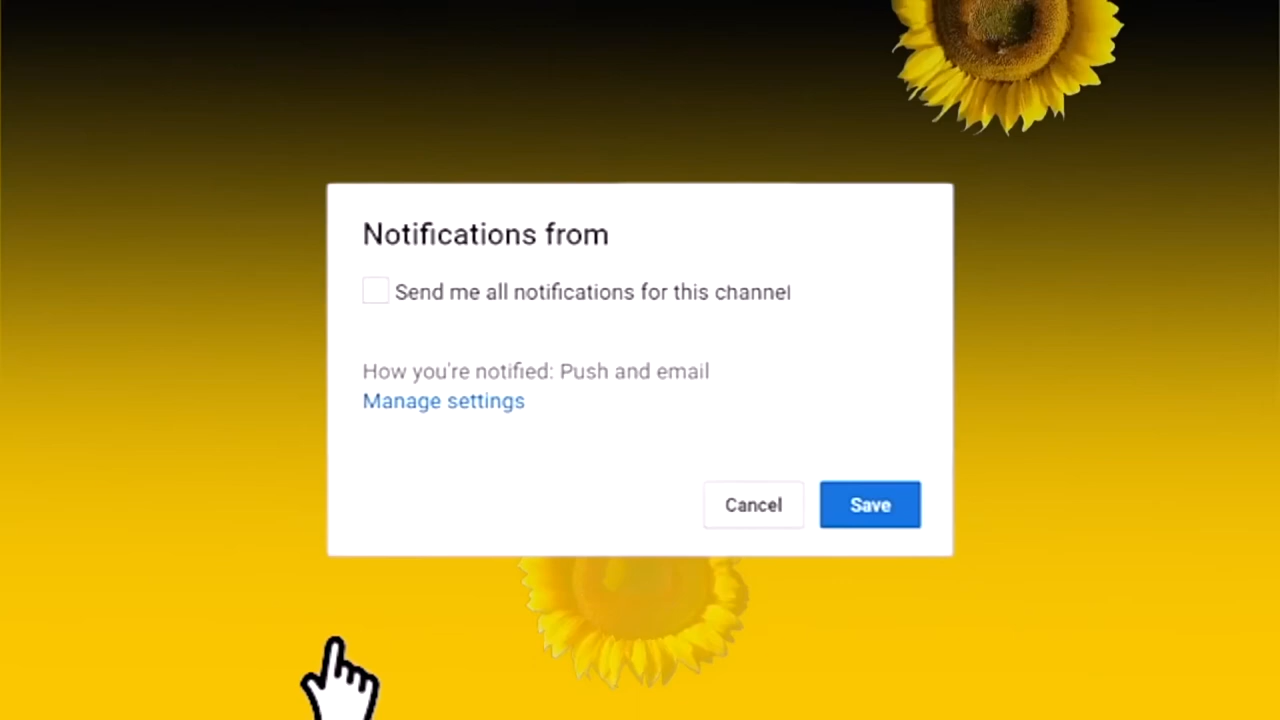 Notifications from
Send me all notifications for this channel
How you're notified: Push and email
Manage settings
Cancel
Save